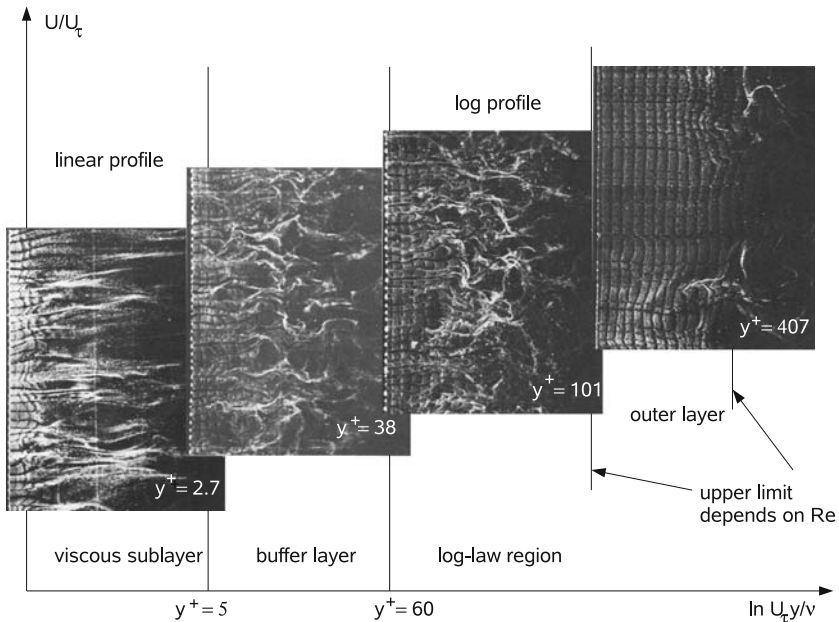 U/U_τ
log profile
linear profile
y⁺= 407
y⁺= 101
outer layer
y⁺= 38
y⁺= 2.7
upper limit
depends on Re
viscous sublayer
buffer layer
log-law region
y⁺= 5
y⁺= 60
ln U_τ y/ν